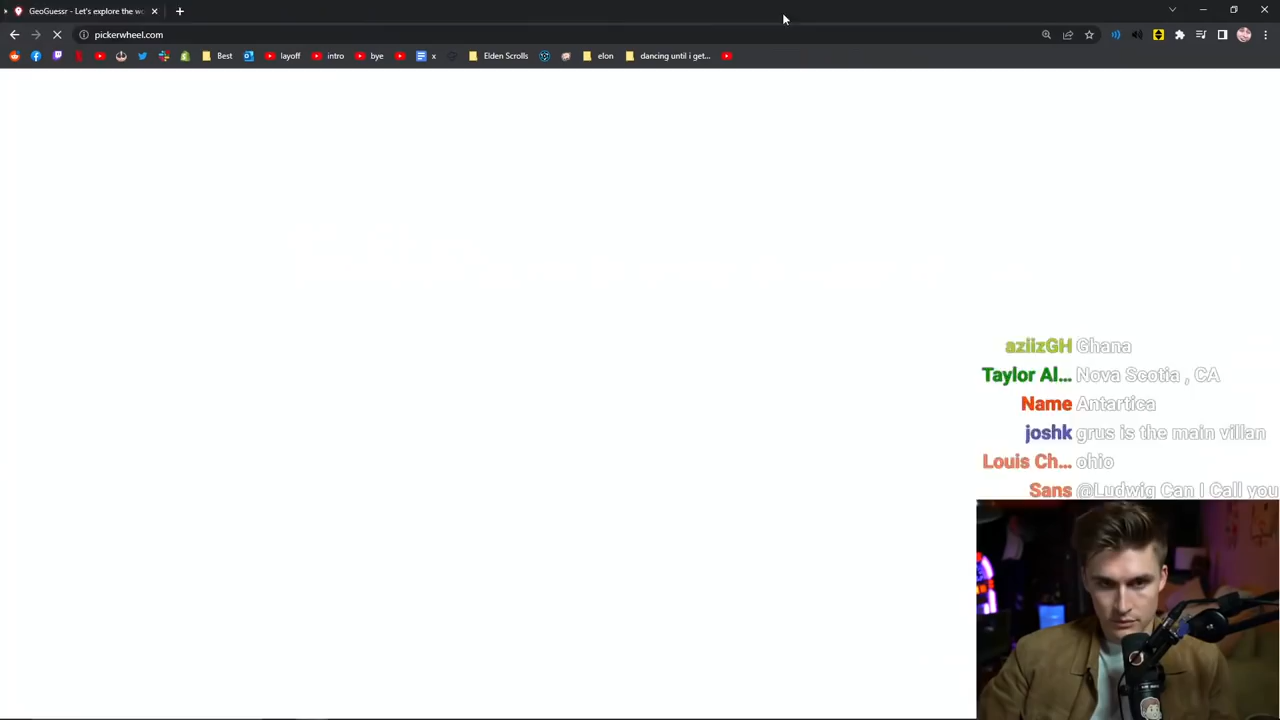 GeoGuessr - Let's explore the wo
pickerwheel.com
Best layoff intro bye x Elden Scrolls elon dancing until i get...
aziizGH Ghana
Taylor Al... Nova Scotia , CA
Name Antartica
joshk grus is the main villan
Louis Ch... ohio
Sans @Ludwig Can I Call you